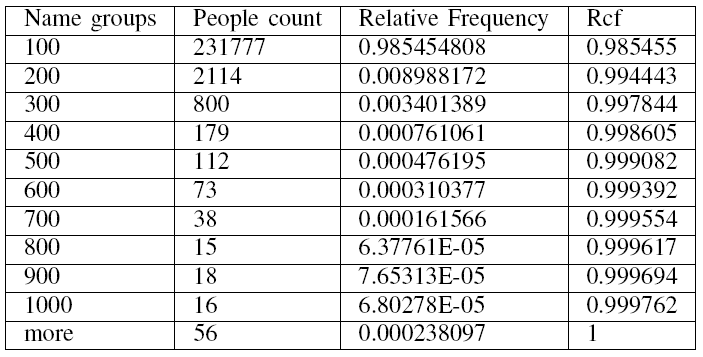 Name groups People count Relative Frequency Rcf
100 231777 0.985454808 0.985455
200 2114 0.008988172 0.994443
300 800 0.003401389 0.997844
400 179 0.000761061 0.998605
500 112 0.000476195 0.999082
600 73 0.000310377 0.999392
700 38 0.000161566 0.999554
800 15 6.37761E-05 0.999617
900 18 7.65313E-05 0.999694
1000 16 6.80278E-05 0.999762
more 56 0.000238097 1